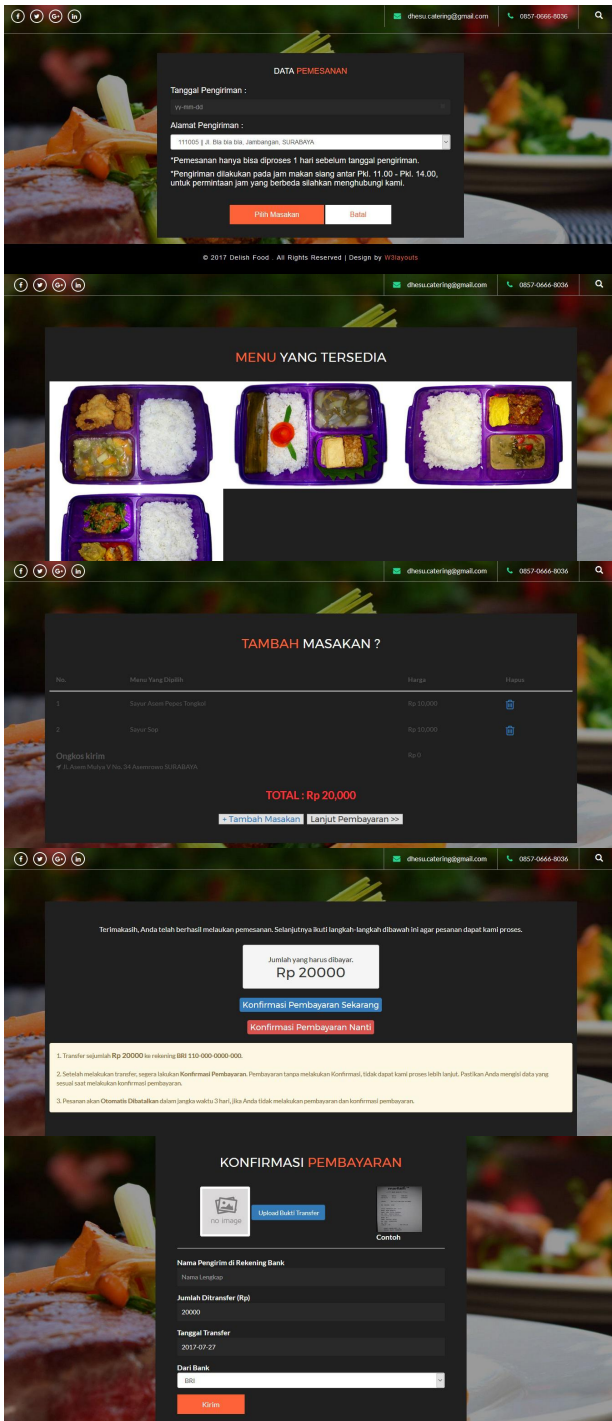 dhesu.catering@gmail.com 0857-0666-8036
DATA PEMESANAN
Tanggal Pengiriman :
yy-mm-dd
Alamat Pengiriman :
111005 || Jl. Bla bla bla, Jambangan, SURABAYA
*Pemesanan hanya bisa diproses 1 hari sebelum tanggal pengiriman.
*Pengiriman dilakukan pada jam makan siang antar Pkl. 11.00 - Pkl. 14.00,
untuk permintaan jam yang berbeda silahkan menghubungi kami.
Pilih Masakan Batal
© 2017 Delish Food . All Rights Reserved | Design by W3layouts
dhesu.catering@gmail.com 0857-0666-8036
MENU YANG TERSEDIA
dhesu.catering@gmail.com 0857-0666-8036
TAMBAH MASAKAN ?
No. Menu Yang Dipilih Harga Hapus
1 Sayur Asem Pepes Tongkol Rp 10,000
2 Sayur Sop Rp 10,000
Ongkos kirim Rp 0
Jl. Asem Mulya V No. 34 Asemrowo SURABAYA
TOTAL : Rp 20,000
+ Tambah Masakan Lanjut Pembayaran >>
dhesu.catering@gmail.com 0857-0666-8036
Terimakasih, Anda telah berhasil melaukan pemesanan. Selanjutnya ikuti langkah-langkah dibawah ini agar pesanan dapat kami proses.
Jumlah yang harus dibayar.
Rp 20000
Konfirmasi Pembayaran Sekarang
Konfirmasi Pembayaran Nanti
1. Transfer sejumlah Rp 20000 ke rekening BRI 110-000-0000-000.
2. Setelah melakiukan transfer, segera lakukan Konfirmasi Pembayaran. Pembayaran tanpa melakukan Konfirmasi, tidak dapat kami proses lebih lanjut. Pastikan Anda mengisi data yang
sesuai saat melakukan konfirmasi pembayaran.
3. Pesanan akan Otomatis Dibatalkan dalam jangka waktu 3 hari, jika Anda tidak melakukan pembayaran dan konfirmasi pembayaran.
KONFIRMASI PEMBAYARAN
no image Upload Bukti Transfer
Contoh
Nama Pengirim di Rekening Bank
Nama Lengkap
Jumlah Ditransfer (Rp)
20000
Tanggal Transfer
2017-07-27
Dari Bank
BRI
Kirim